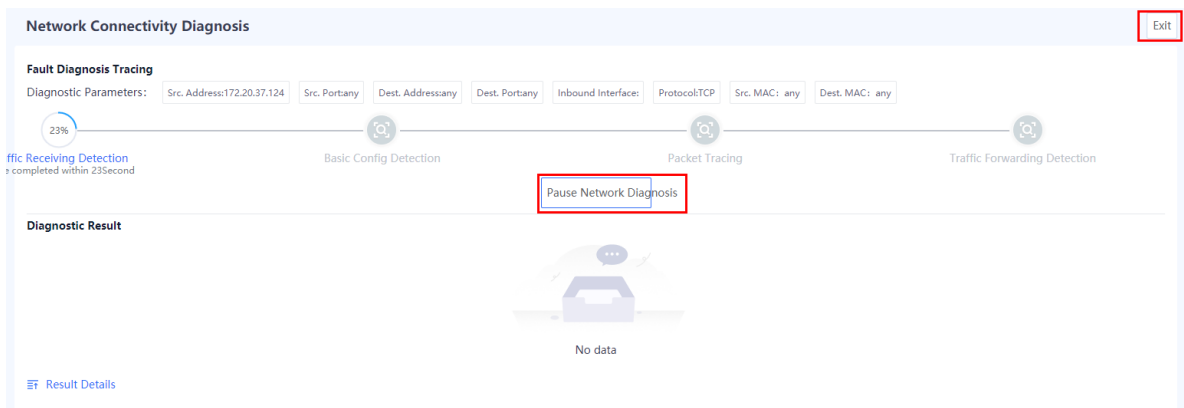 Network Connectivity Diagnosis
Exit
Fault Diagnosis Tracing
Diagnostic Parameters: Src. Address:172.20.37.124 Src. Port:any Dest. Address:any Dest. Port:any Inbound Interface: Protocol:TCP Src. MAC: any Dest. MAC: any
23%
ffic Receiving Detection Basic Config Detection Packet Tracing Traffic Forwarding Detection
e completed within 23Second
Pause Network Diagnosis
Diagnostic Result
No data
Result Details